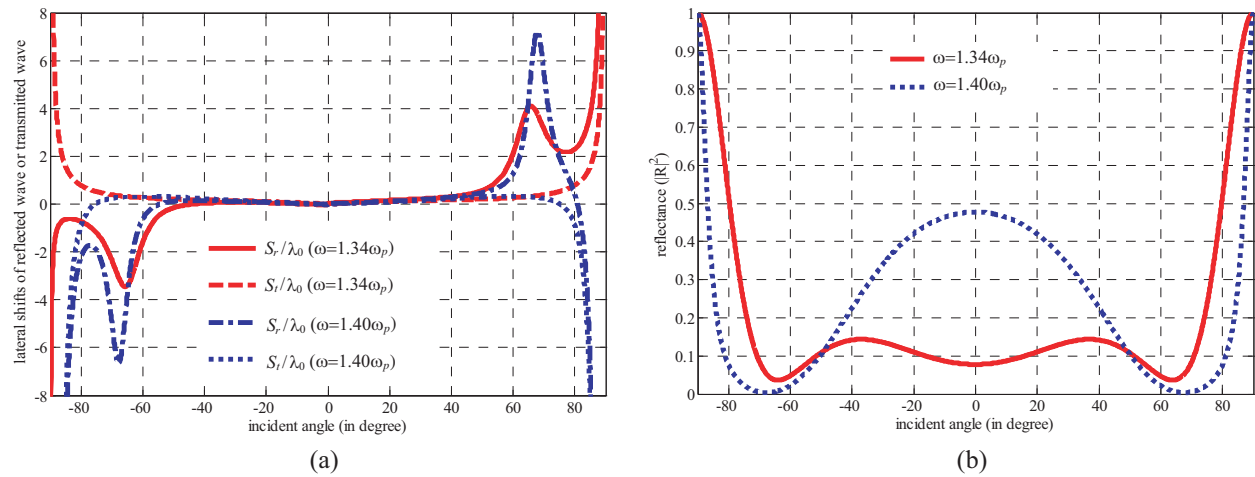 8
6
4
2
0
-2
-4
-6
-8
lateral shifts of reflected wave or transmitted wave
S_r/λ_0 (ω=1.34ω_p)
S_t/λ_0 (ω=1.34ω_p)
S_r/λ_0 (ω=1.40ω_p)
S_t/λ_0 (ω=1.40ω_p)
-80 -60 -40 -20 0 20 40 60 80
incident angle (in degree)
(a)
1
0.9
0.8
0.7
0.6
0.5
0.4
0.3
0.2
0.1
0
reflectance (|R|^2)
ω=1.34ω_p
ω=1.40ω_p
-80 -60 -40 -20 0 20 40 60 80
incident angle (in degree)
(b)